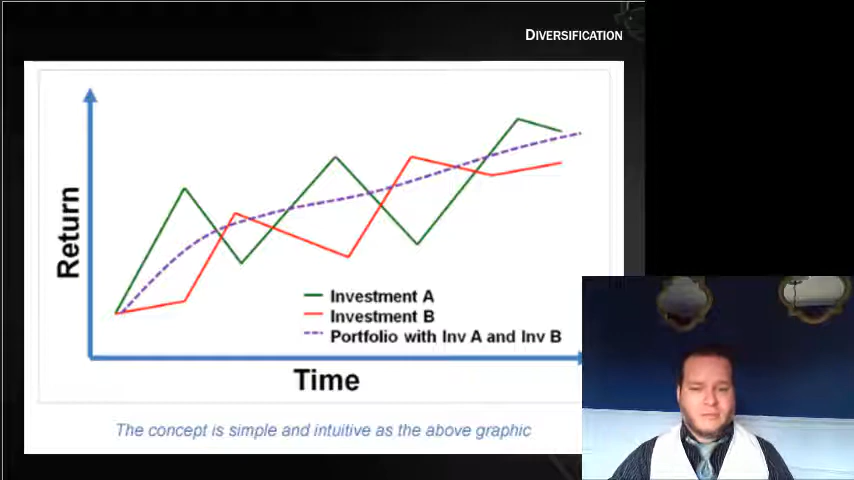 DIVERSIFICATION
Return
Investment A
Investment B
Portfolio with Inv A and Inv B
Time
The concept is simple and intuitive as the above graphic